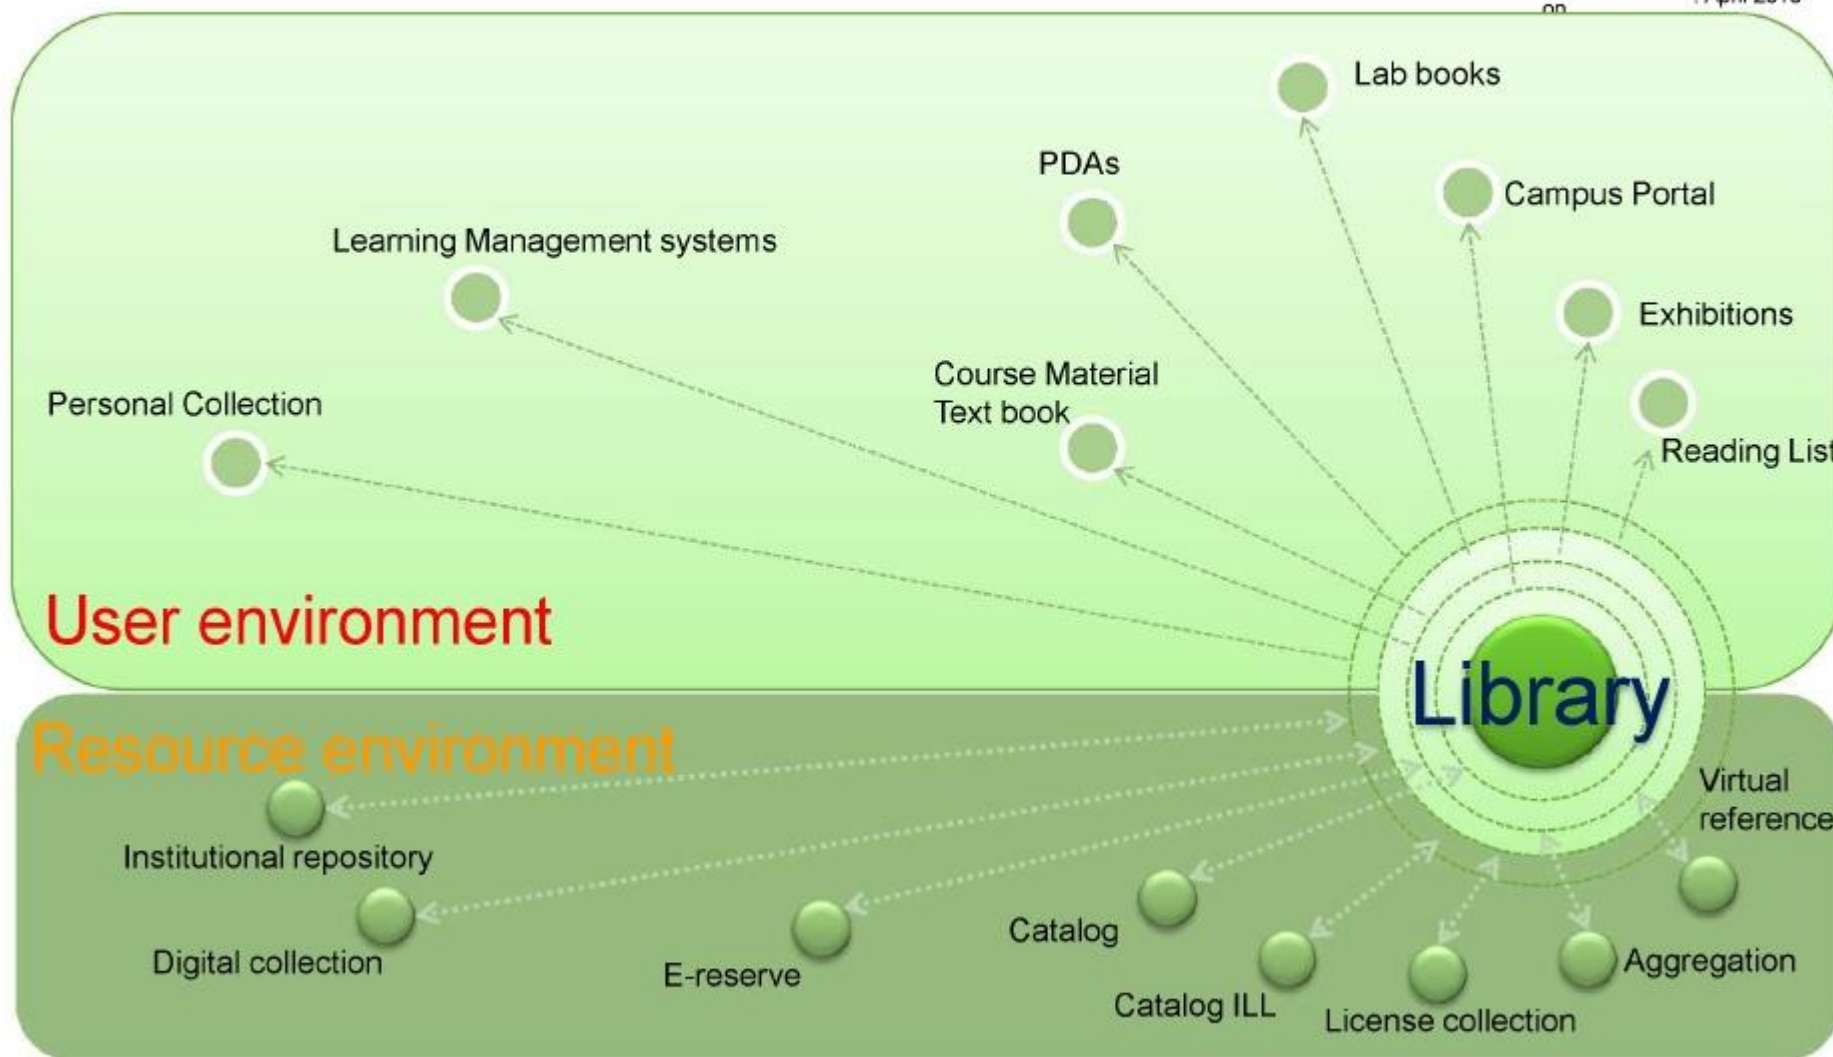 Lab books
PDAs
Campus Portal
Learning Management systems
Exhibitions
Course Material
Text book
Personal Collection
Reading List
User environment
Library
Resource environment
Virtual
reference
Institutional repository
Catalog
Digital collection
E-reserve
Aggregation
Catalog ILL
License collection